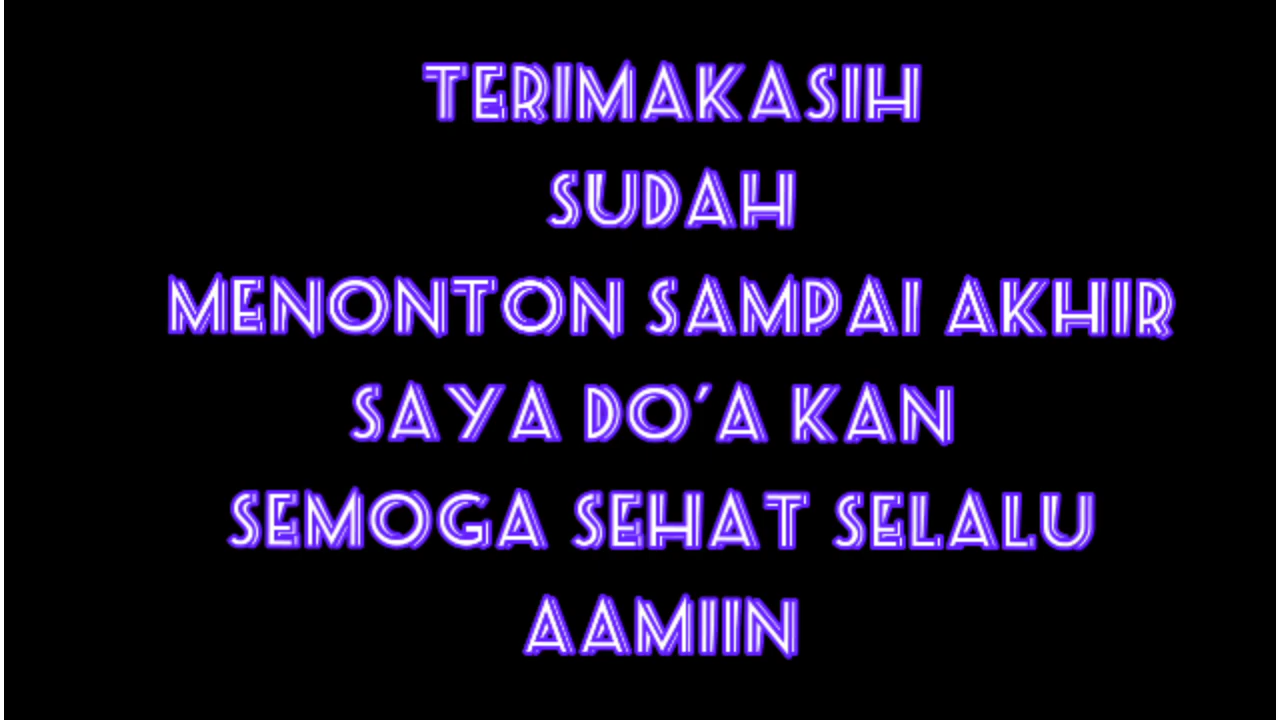 TERIMAKASIH
SUDAH
MENONTON SAMPAI AKHIR
SAYA DO'A KAN
SEMOGA SEHAT SELALU
AAMIIN